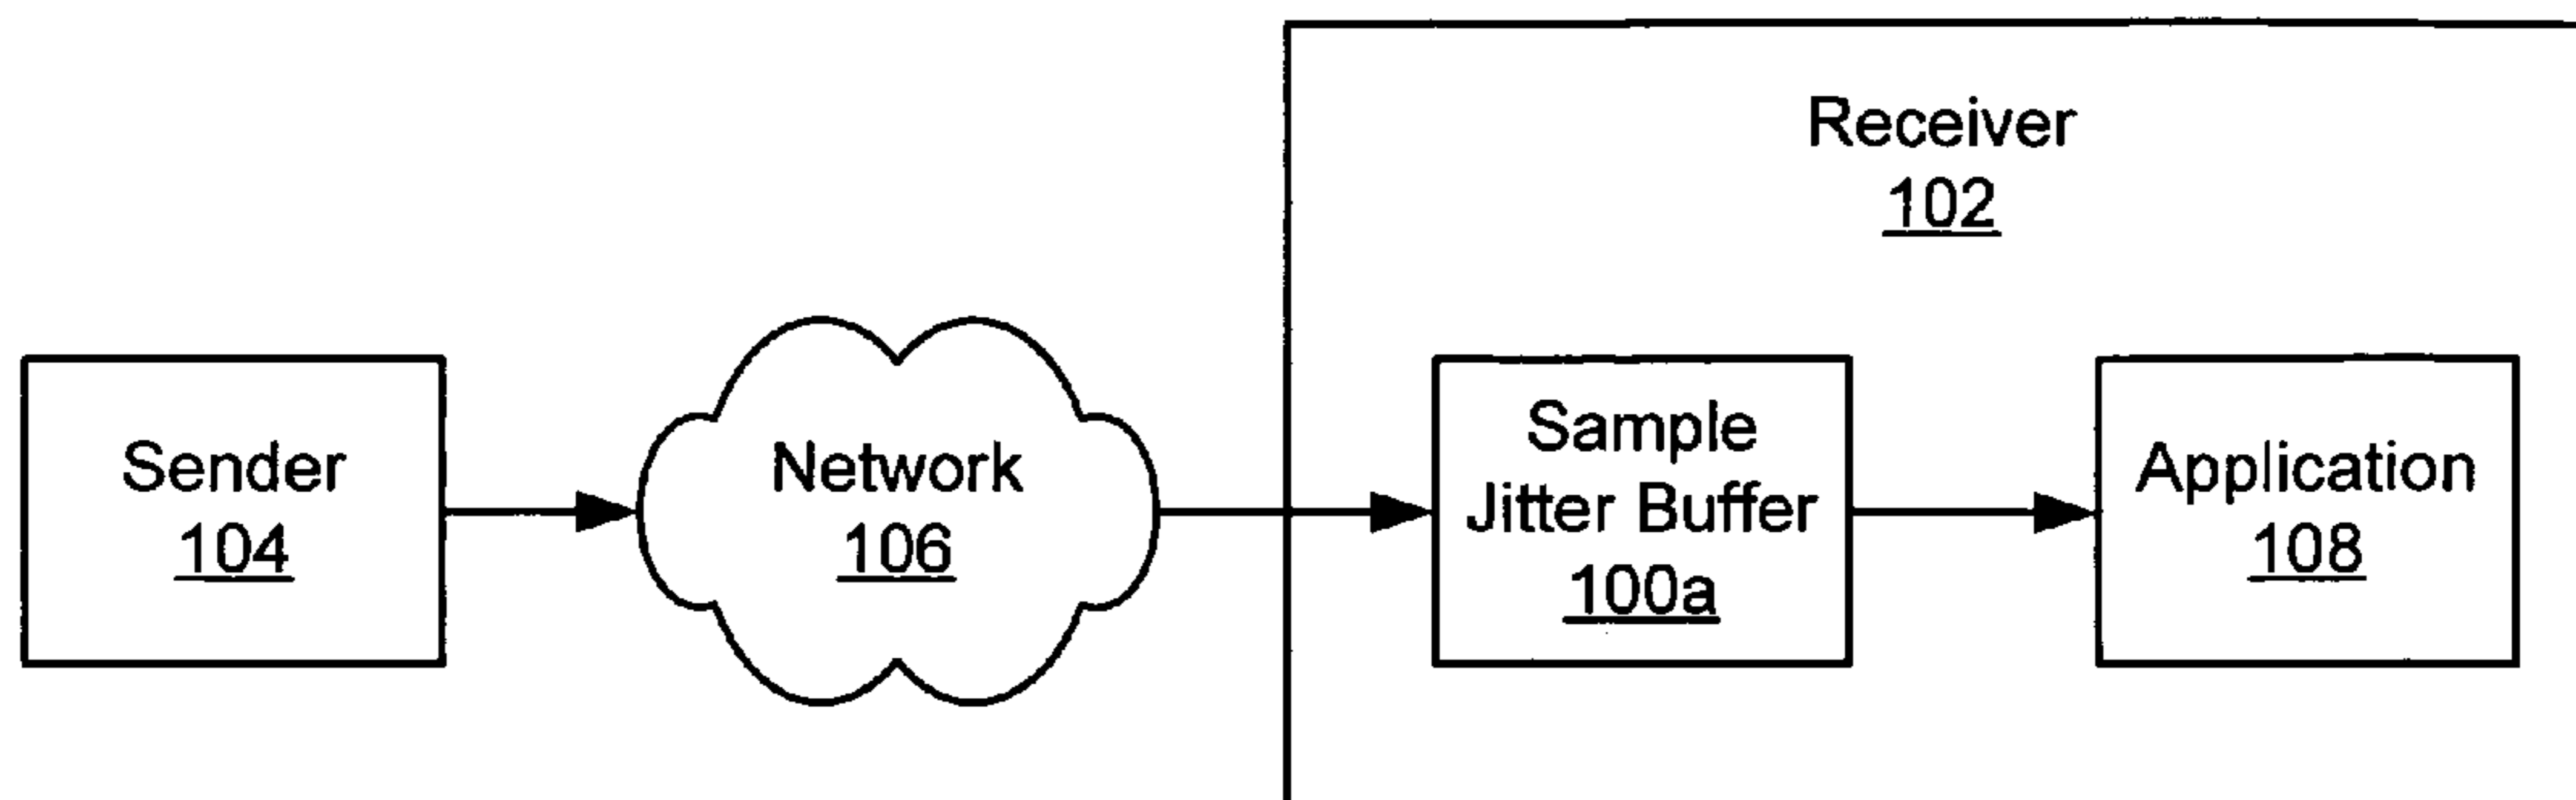 Receiver
102
Sender
104
Network
106
Sample
Jitter Buffer
100a
Application
108